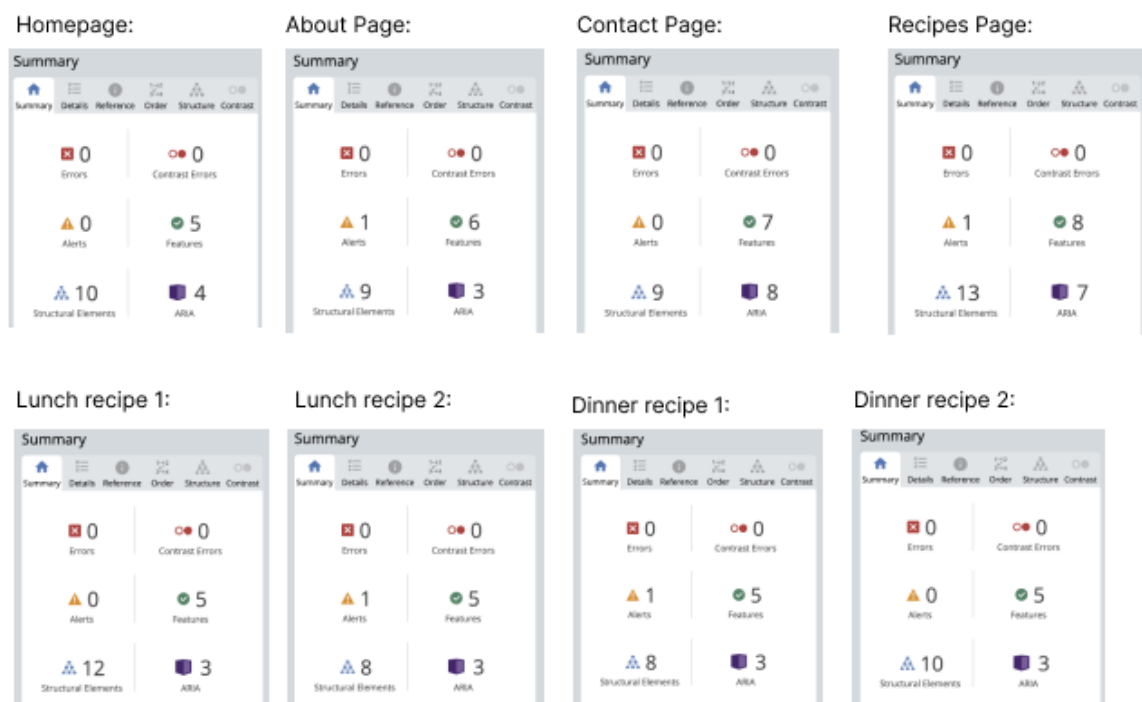 Homepage:
About Page:
Contact Page:
Recipes Page:
Summary
Summary Details Reference Order Structure Contrast
0 Errors
0 Contrast Errors
0 Alerts
5 Features
10 Structural Elements
4 ARIA
Summary
Summary Details Reference Order Structure Contrast
0 Errors
0 Contrast Errors
1 Alerts
6 Features
9 Structural Elements
3 ARIA
Summary
Summary Details Reference Order Structure Contrast
0 Errors
0 Contrast Errors
0 Alerts
7 Features
9 Structural Elements
8 ARIA
Summary
Summary Details Reference Order Structure Contrast
0 Errors
0 Contrast Errors
1 Alerts
8 Features
13 Structural Elements
7 ARIA
Lunch recipe 1:
Lunch recipe 2:
Dinner recipe 1:
Dinner recipe 2:
Summary
Summary Details Reference Order Structure Contrast
0 Errors
0 Contrast Errors
0 Alerts
5 Features
12 Structural Elements
3 ARIA
Summary
Summary Details Reference Order Structure Contrast
0 Errors
0 Contrast Errors
1 Alerts
5 Features
8 Structural Elements
3 ARIA
Summary
Summary Details Reference Order Structure Contrast
0 Errors
0 Contrast Errors
1 Alerts
5 Features
8 Structural Elements
3 ARIA
Summary
Summary Details Reference Order Structure Contrast
0 Errors
0 Contrast Errors
0 Alerts
5 Features
10 Structural Elements
3 ARIA